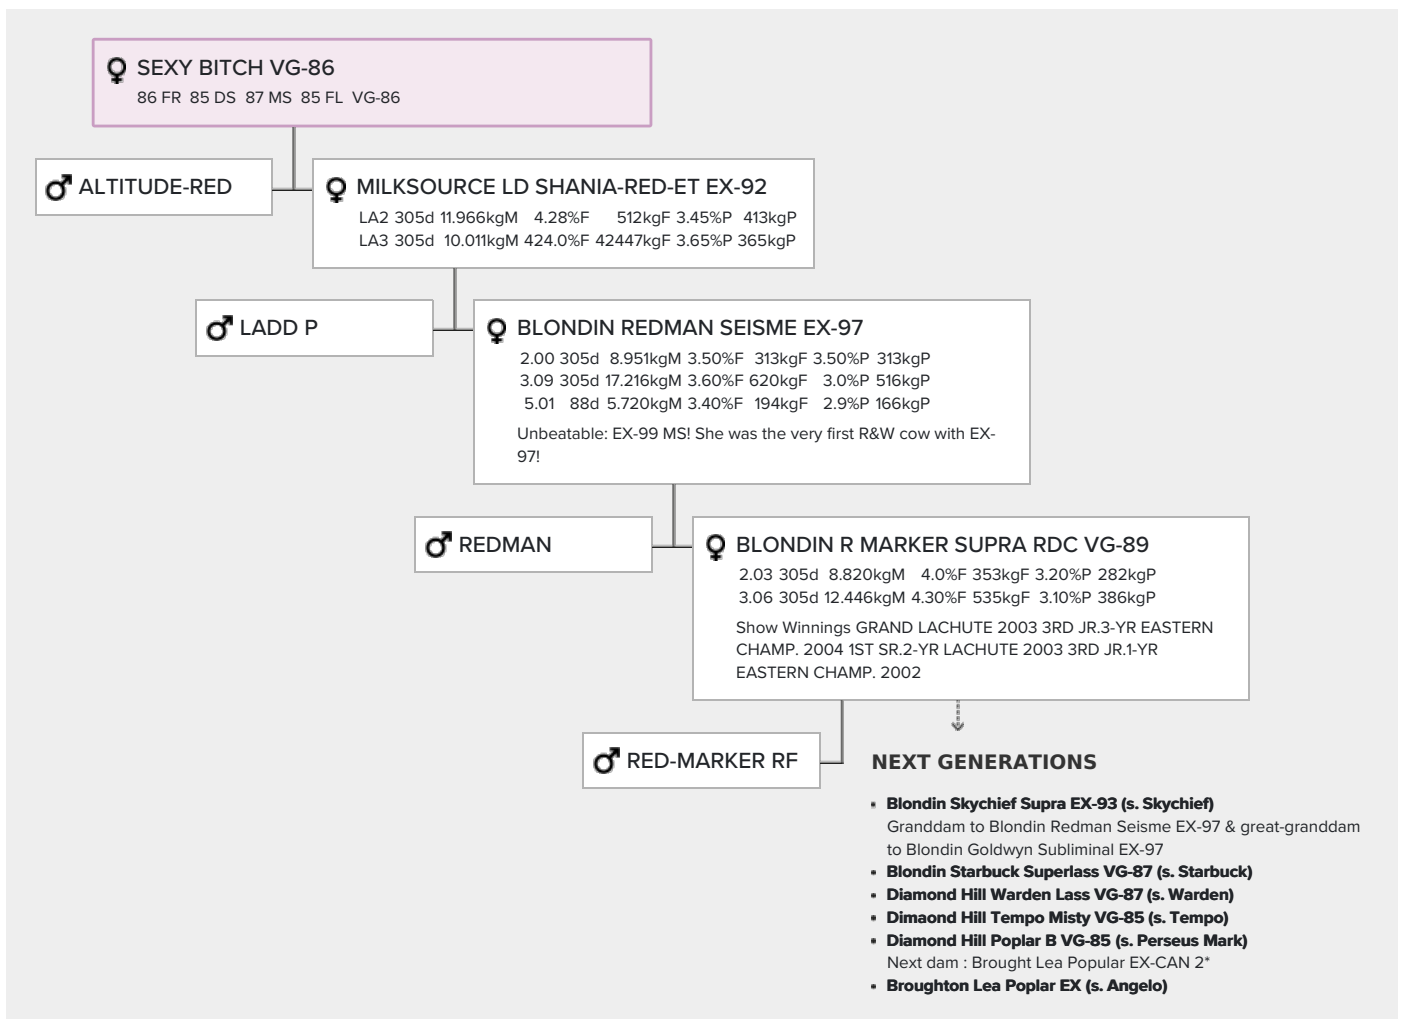 SEXY BITCH VG-86
86 FR 85 DS 87 MS 85 FL VG-86
ALTITUDE-RED
MILKSOURCE LD SHANIA-RED-ET EX-92
LA2 305d 11.966kgM 4.28%F 512kgF 3.45%P 413kgP
LA3 305d 10.011kgM 424.0%F 42447kgF 3.65%P 365kgP
LADD P
BLONDIN REDMAN SEISME EX-97
2.00 305d 8.951kgM 3.50%F 313kgF 3.50%P 313kgP
3.09 305d 17.216kgM 3.60%F 620kgF 3.0%P 516kgP
5.01 88d 5.720kgM 3.40%F 194kgF 2.9%P 166kgP
Unbeatable: EX-99 MS! She was the very first R&W cow with EX-
97!
REDMAN
BLONDIN R MARKER SUPRA RDC VG-89
2.03 305d 8.820kgM 4.0%F 353kgF 3.20%P 282kgP
3.06 305d 12.446kgM 4.30%F 535kgF 3.10%P 386kgP
Show Winnings GRAND LACHUTE 2003 3RD JR.3-YR EASTERN
CHAMP. 2004 1ST SR.2-YR LACHUTE 2003 3RD JR.1-YR
EASTERN CHAMP. 2002
RED-MARKER RF
NEXT GENERATIONS
Blondin Skychief Supra EX-93 (s. Skychief)
Granddam to Blondin Redman Seisme EX-97 & great-granddam
to Blondin Goldwyn Subliminal EX-97
Blondin Starbuck Superlass VG-87 (s. Starbuck)
Diamond Hill Warden Lass VG-87 (s. Warden)
Dimaond Hill Tempo Misty VG-85 (s. Tempo)
Diamond Hill Poplar B VG-85 (s. Perseus Mark)
Next dam : Brought Lea Popular EX-CAN 2*
Broughton Lea Poplar EX (s. Angelo)